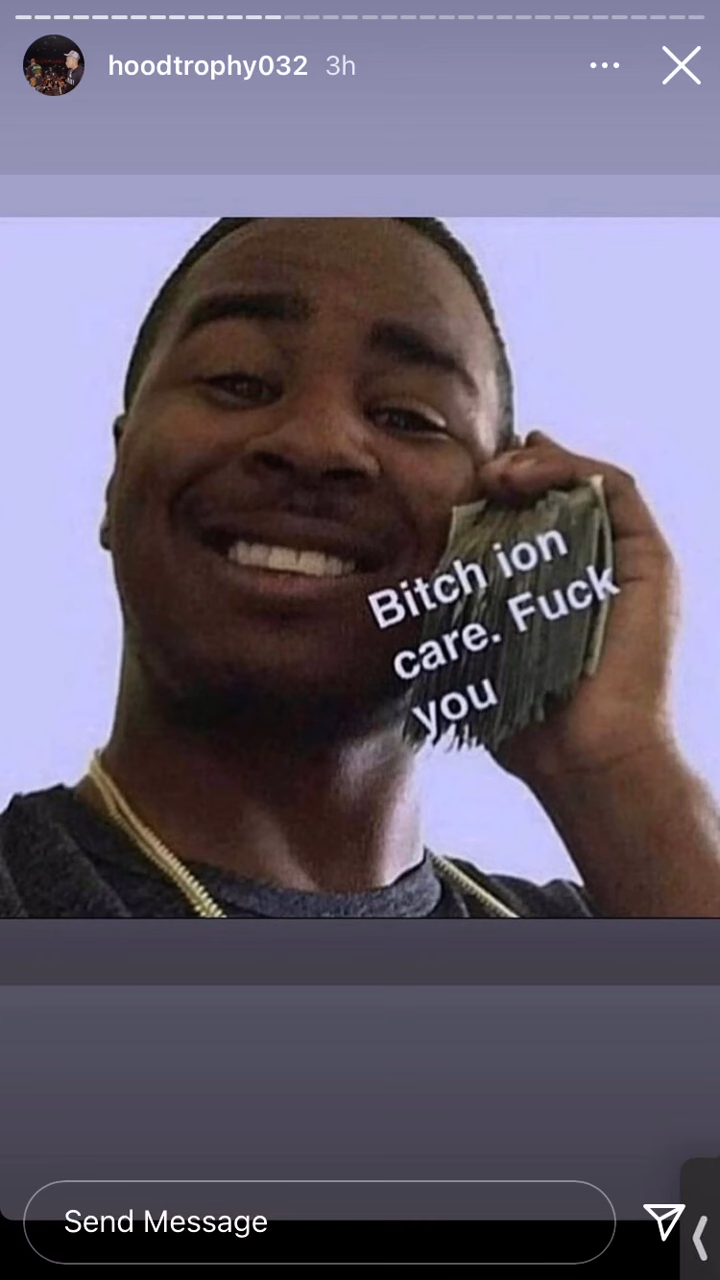 hoodtrophy032 3h
Bitch ion
care. Fuck
you
Send Message